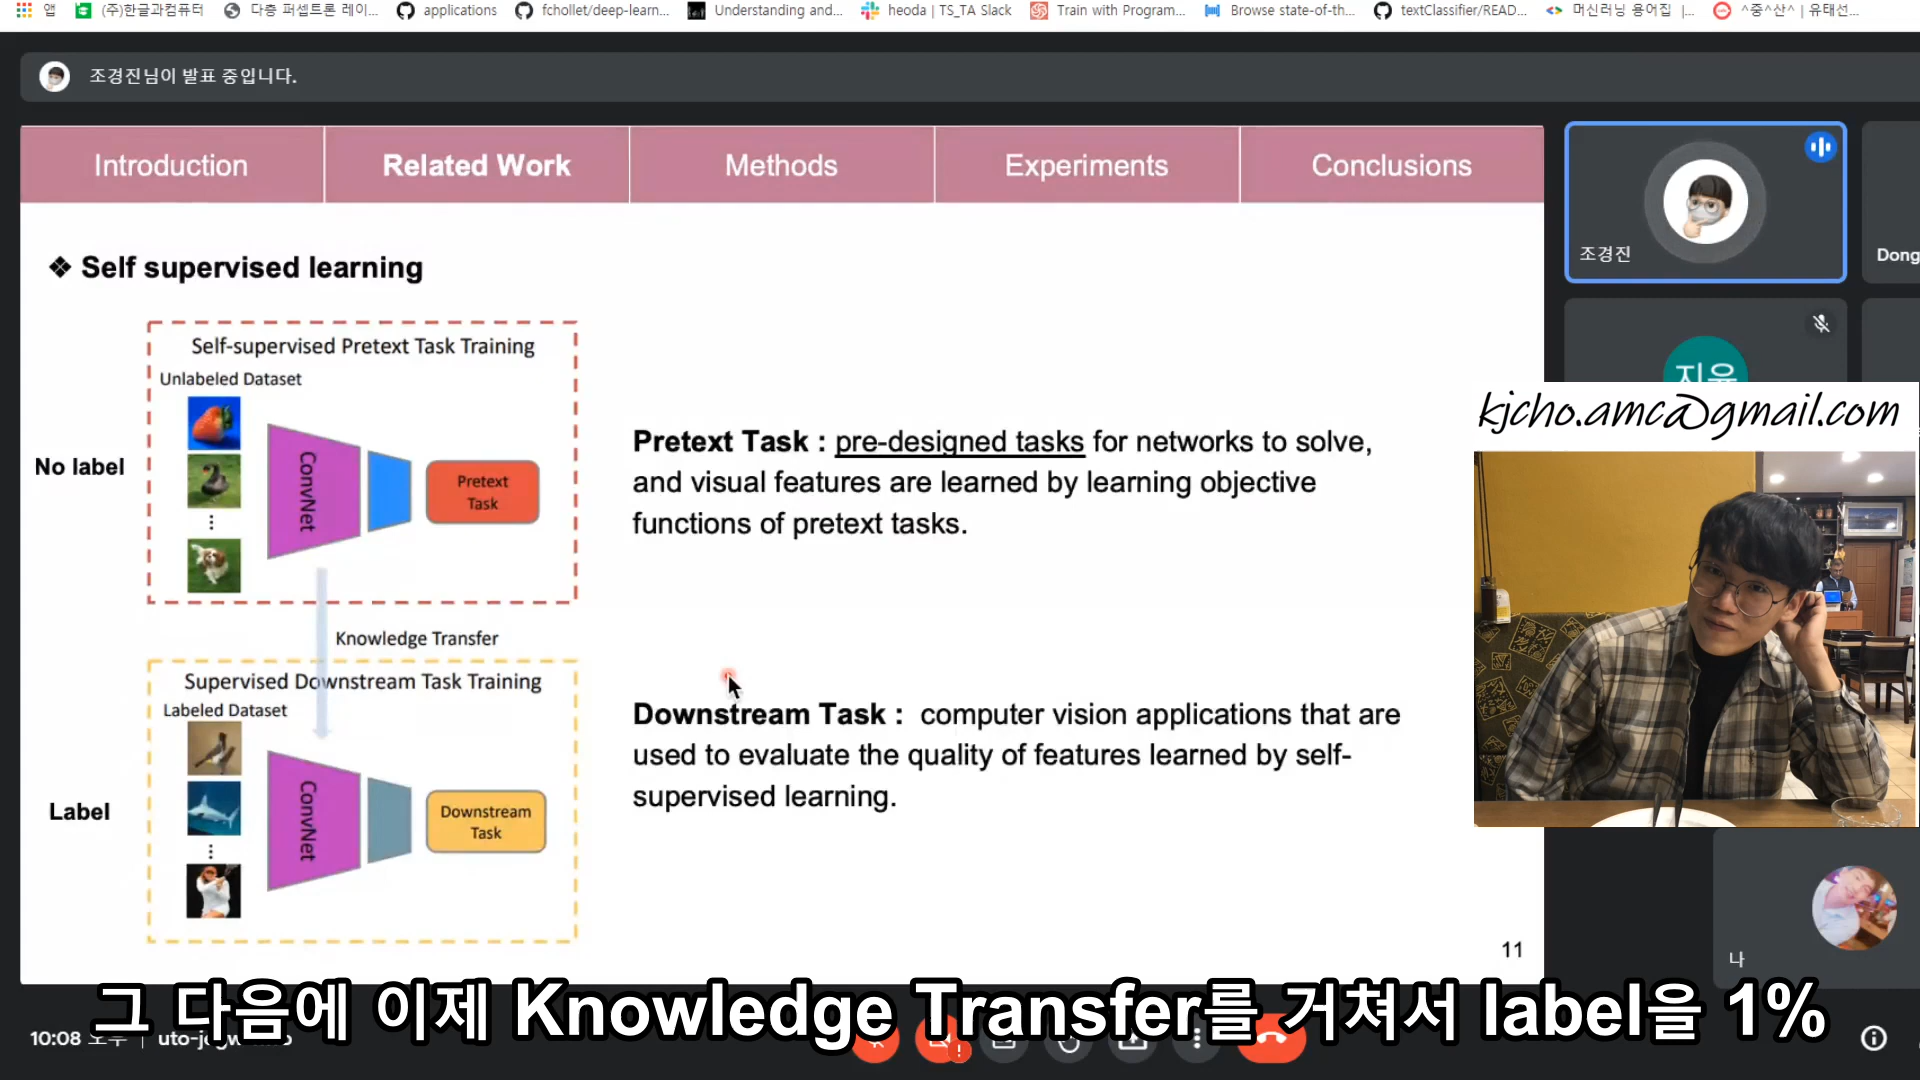 앱
(주)한글과컴퓨터
다층 퍼셉트론 레이...
applications
fchollet/deep-learn...
Understanding and...
heoda | TS_TA Slack
Train with Program...
Browse state-of-th...
textClassifier/READ...
머신러닝 용어집 |...
^중^산^ | 유태선...
조경진님이 발표 중입니다.
Introduction
Related Work
Methods
Experiments
Conclusions
❖ Self supervised learning
Self-supervised Pretext Task Training
Unlabeled Dataset
No label
ConvNet
Pretext
Task
Knowledge Transfer
Supervised Downstream Task Training
Labeled Dataset
Label
ConvNet
Downstream
Task
Pretext Task : pre-designed tasks for networks to solve,
and visual features are learned by learning objective
functions of pretext tasks.
Downstream Task : computer vision applications that are
used to evaluate the quality of features learned by self-
supervised learning.
11
조경진
Dong
kjcho.amc@gmail.com
나
그 다음에 이제 Knowledge Transfer를 거쳐서 label을 1%
10:08